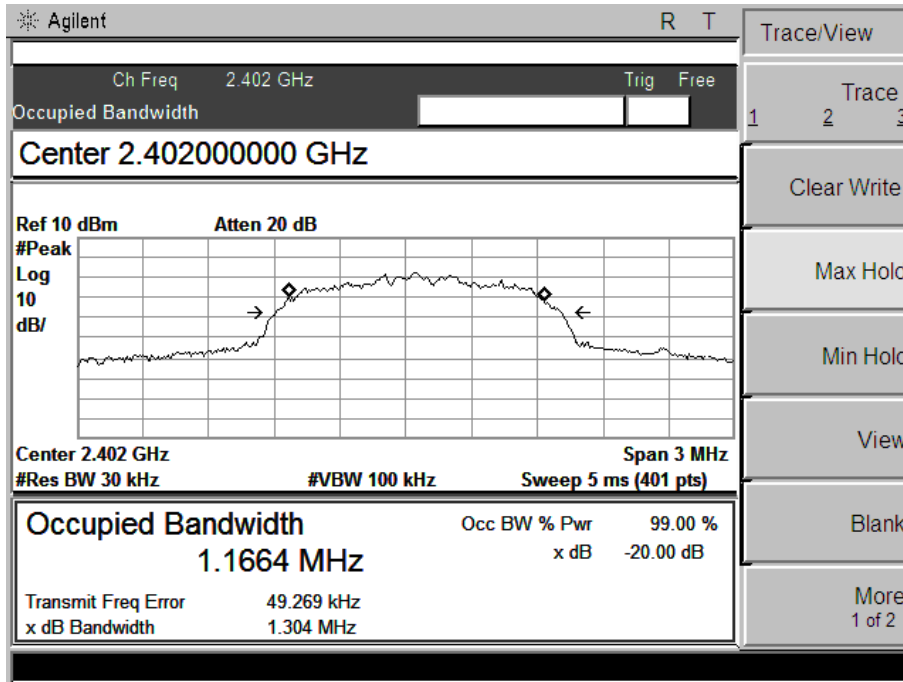 Agilent R T
Ch Freq 2.402 GHz Trig Free
Occupied Bandwidth
Center 2.402000000 GHz
Ref 10 dBm Atten 20 dB
#Peak
Log
10
dB/
Center 2.402 GHz Span 3 MHz
#Res BW 30 kHz #VBW 100 kHz Sweep 5 ms (401 pts)
Occupied Bandwidth Occ BW % Pwr 99.00 %
1.1664 MHz x dB -20.00 dB
Transmit Freq Error 49.269 kHz
x dB Bandwidth 1.304 MHz
Trace/View
Trace
1 2 3
Clear Write
Max Hold
Min Hold
View
Blank
More
1 of 2